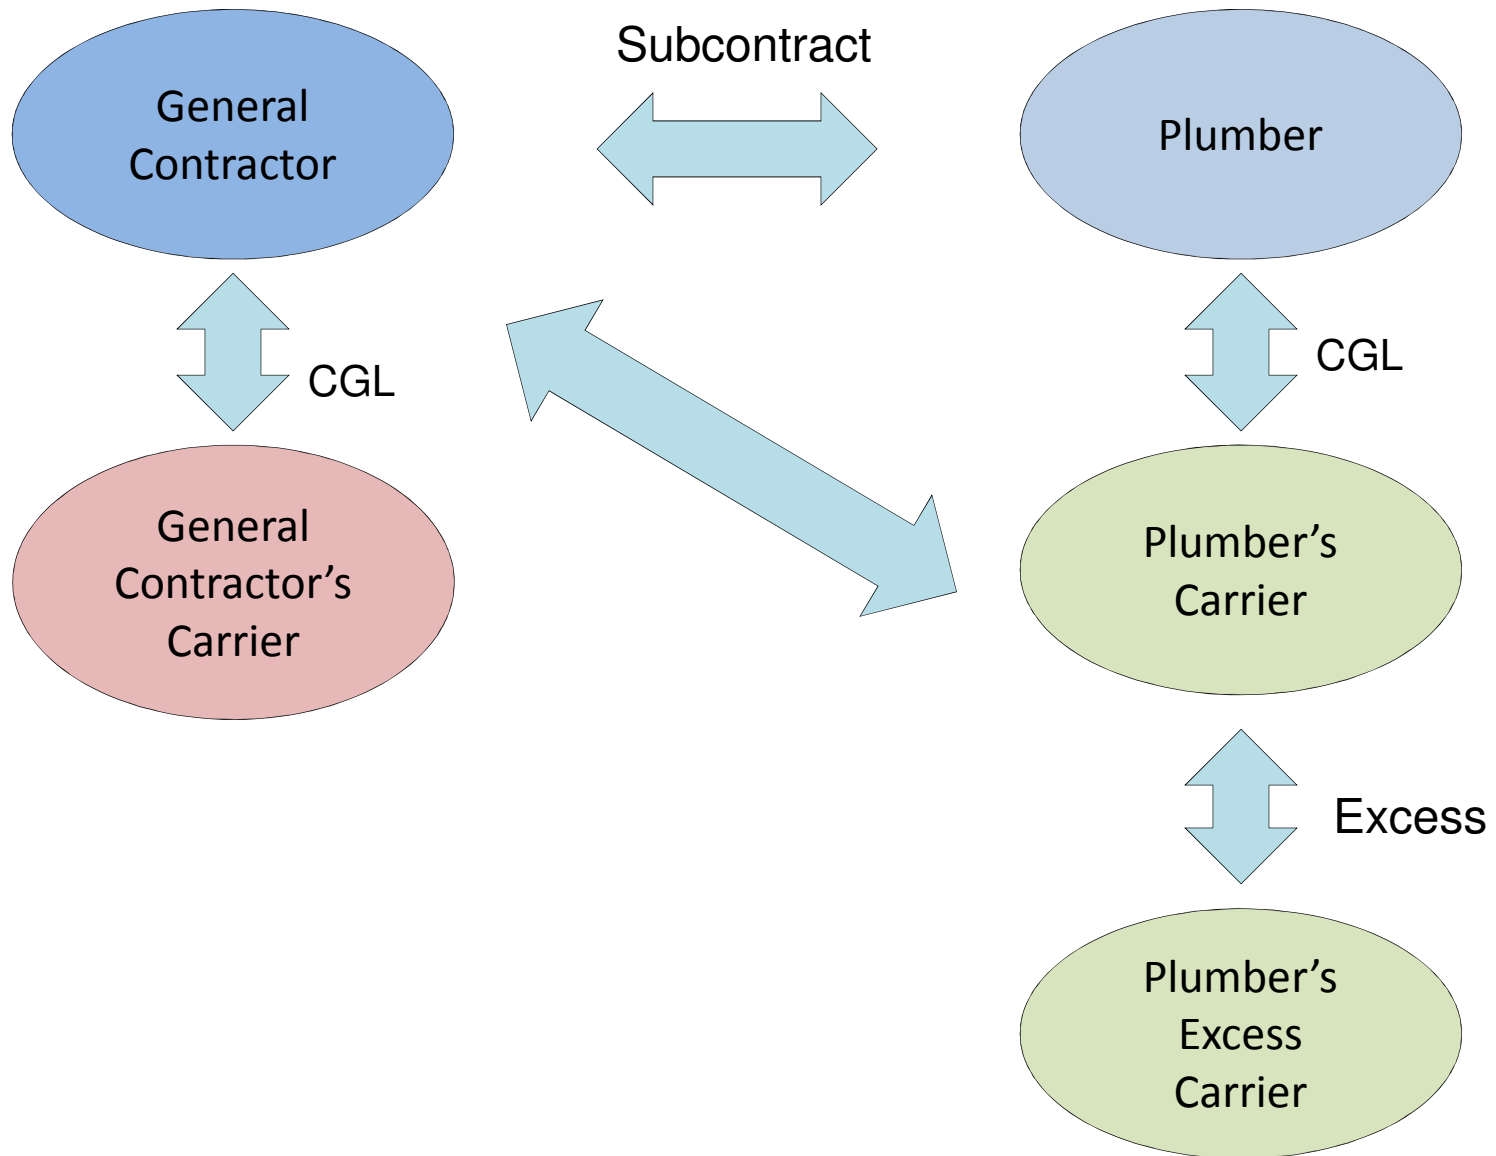 Subcontract
General
Contractor
Plumber
CGL
CGL
General
Contractor’s
Carrier
Plumber’s
Carrier
Excess
Plumber’s
Excess
Carrier